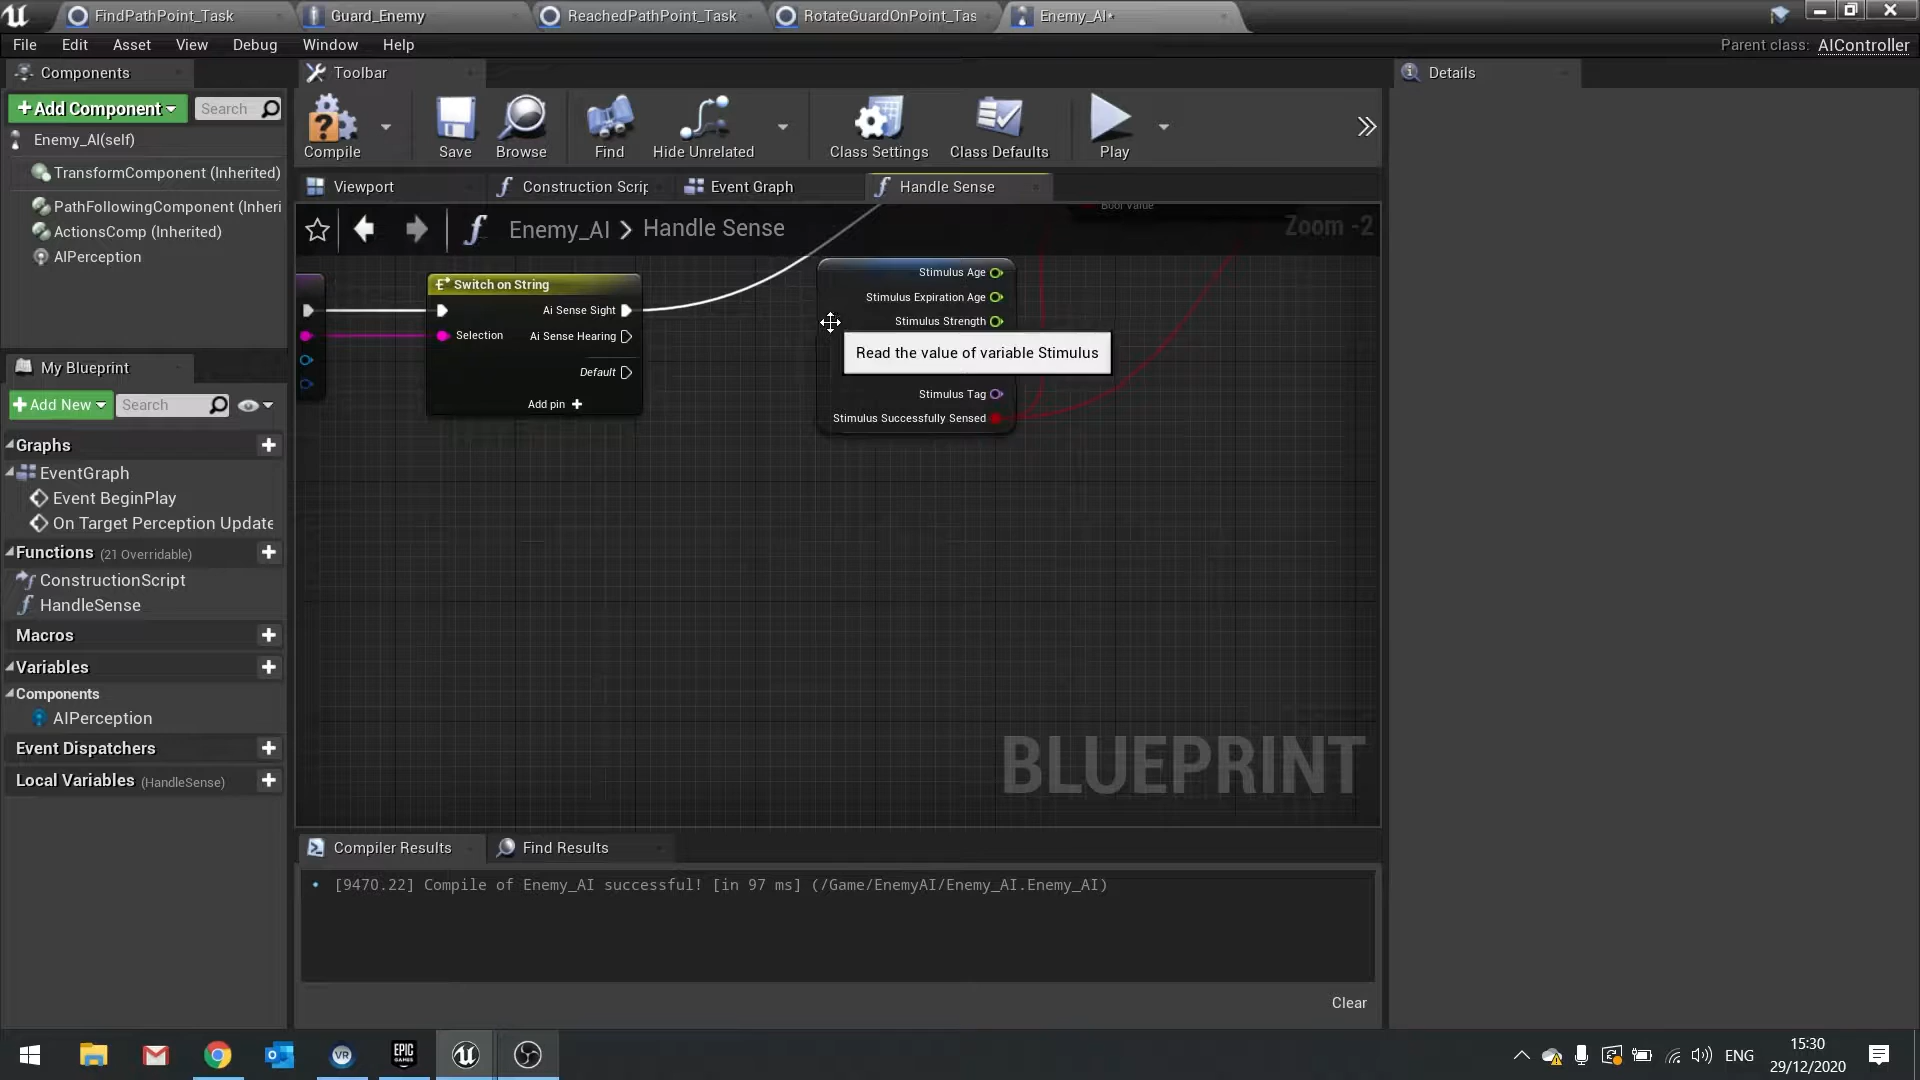 FindPathPoint_Task
Guard_Enemy
ReachedPathPoint_Task
RotateGuardOnPoint_Tas
Enemy_AI*
File Edit Asset View Debug Window Help
Parent class: AIController
Components
Toolbar
Details
Add Component
Search
Enemy_AI(self)
TransformComponent (Inherited)
PathFollowingComponent (Inheri
ActionsComp (Inherited)
AIPerception
Compile
Save
Browse
Find
Hide Unrelated
Class Settings
Class Defaults
Play
Viewport
Construction Scrip
Event Graph
Handle Sense
Enemy_AI > Handle Sense
Zoom -2
Bool Value
Switch on String
Ai Sense Sight
Selection
Ai Sense Hearing
Default
Add pin +
Stimulus Age
Stimulus Expiration Age
Stimulus Strength
Read the value of variable Stimulus
Stimulus Tag
Stimulus Successfully Sensed
BLUEPRINT
My Blueprint
Add New
Search
Graphs
EventGraph
Event BeginPlay
On Target Perception Update
Functions (21 Overridable)
ConstructionScript
HandleSense
Macros
Variables
Components
AIPerception
Event Dispatchers
Local Variables (HandleSense)
Compiler Results
Find Results
[9470.22] Compile of Enemy_AI successful! [in 97 ms] (/Game/EnemyAI/Enemy_AI.Enemy_AI)
Clear
VR
EPIC
GAMES
ENG
15:30
29/12/2020